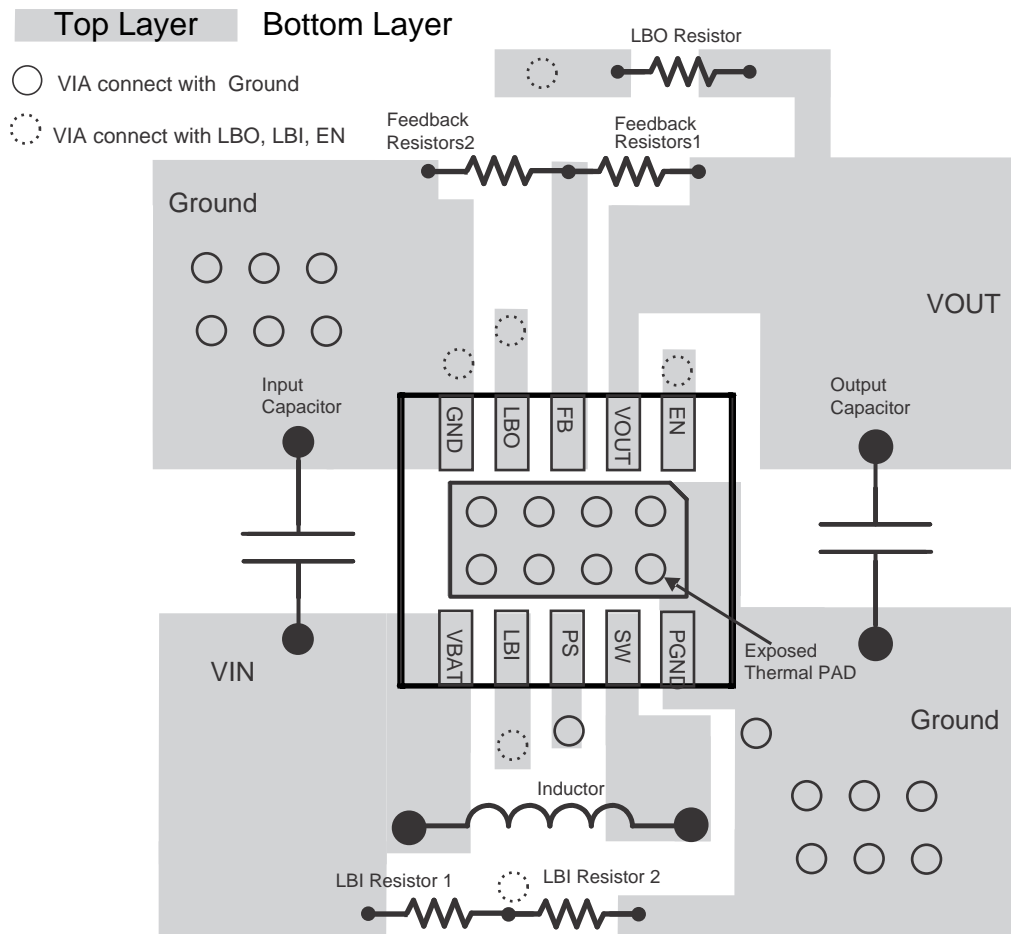 Top Layer
Bottom Layer
LBO Resistor
VIA connect with Ground
VIA connect with LBO, LBI, EN
Feedback
Resistors2
Feedback
Resistors1
Ground
VOUT
Input
Capacitor
Output
Capacitor
GND
LBO
FB
VOUT
EN
VBAT
LBI
PS
SW
PGND
Exposed
Thermal PAD
VIN
Ground
Inductor
LBI Resistor 1
LBI Resistor 2